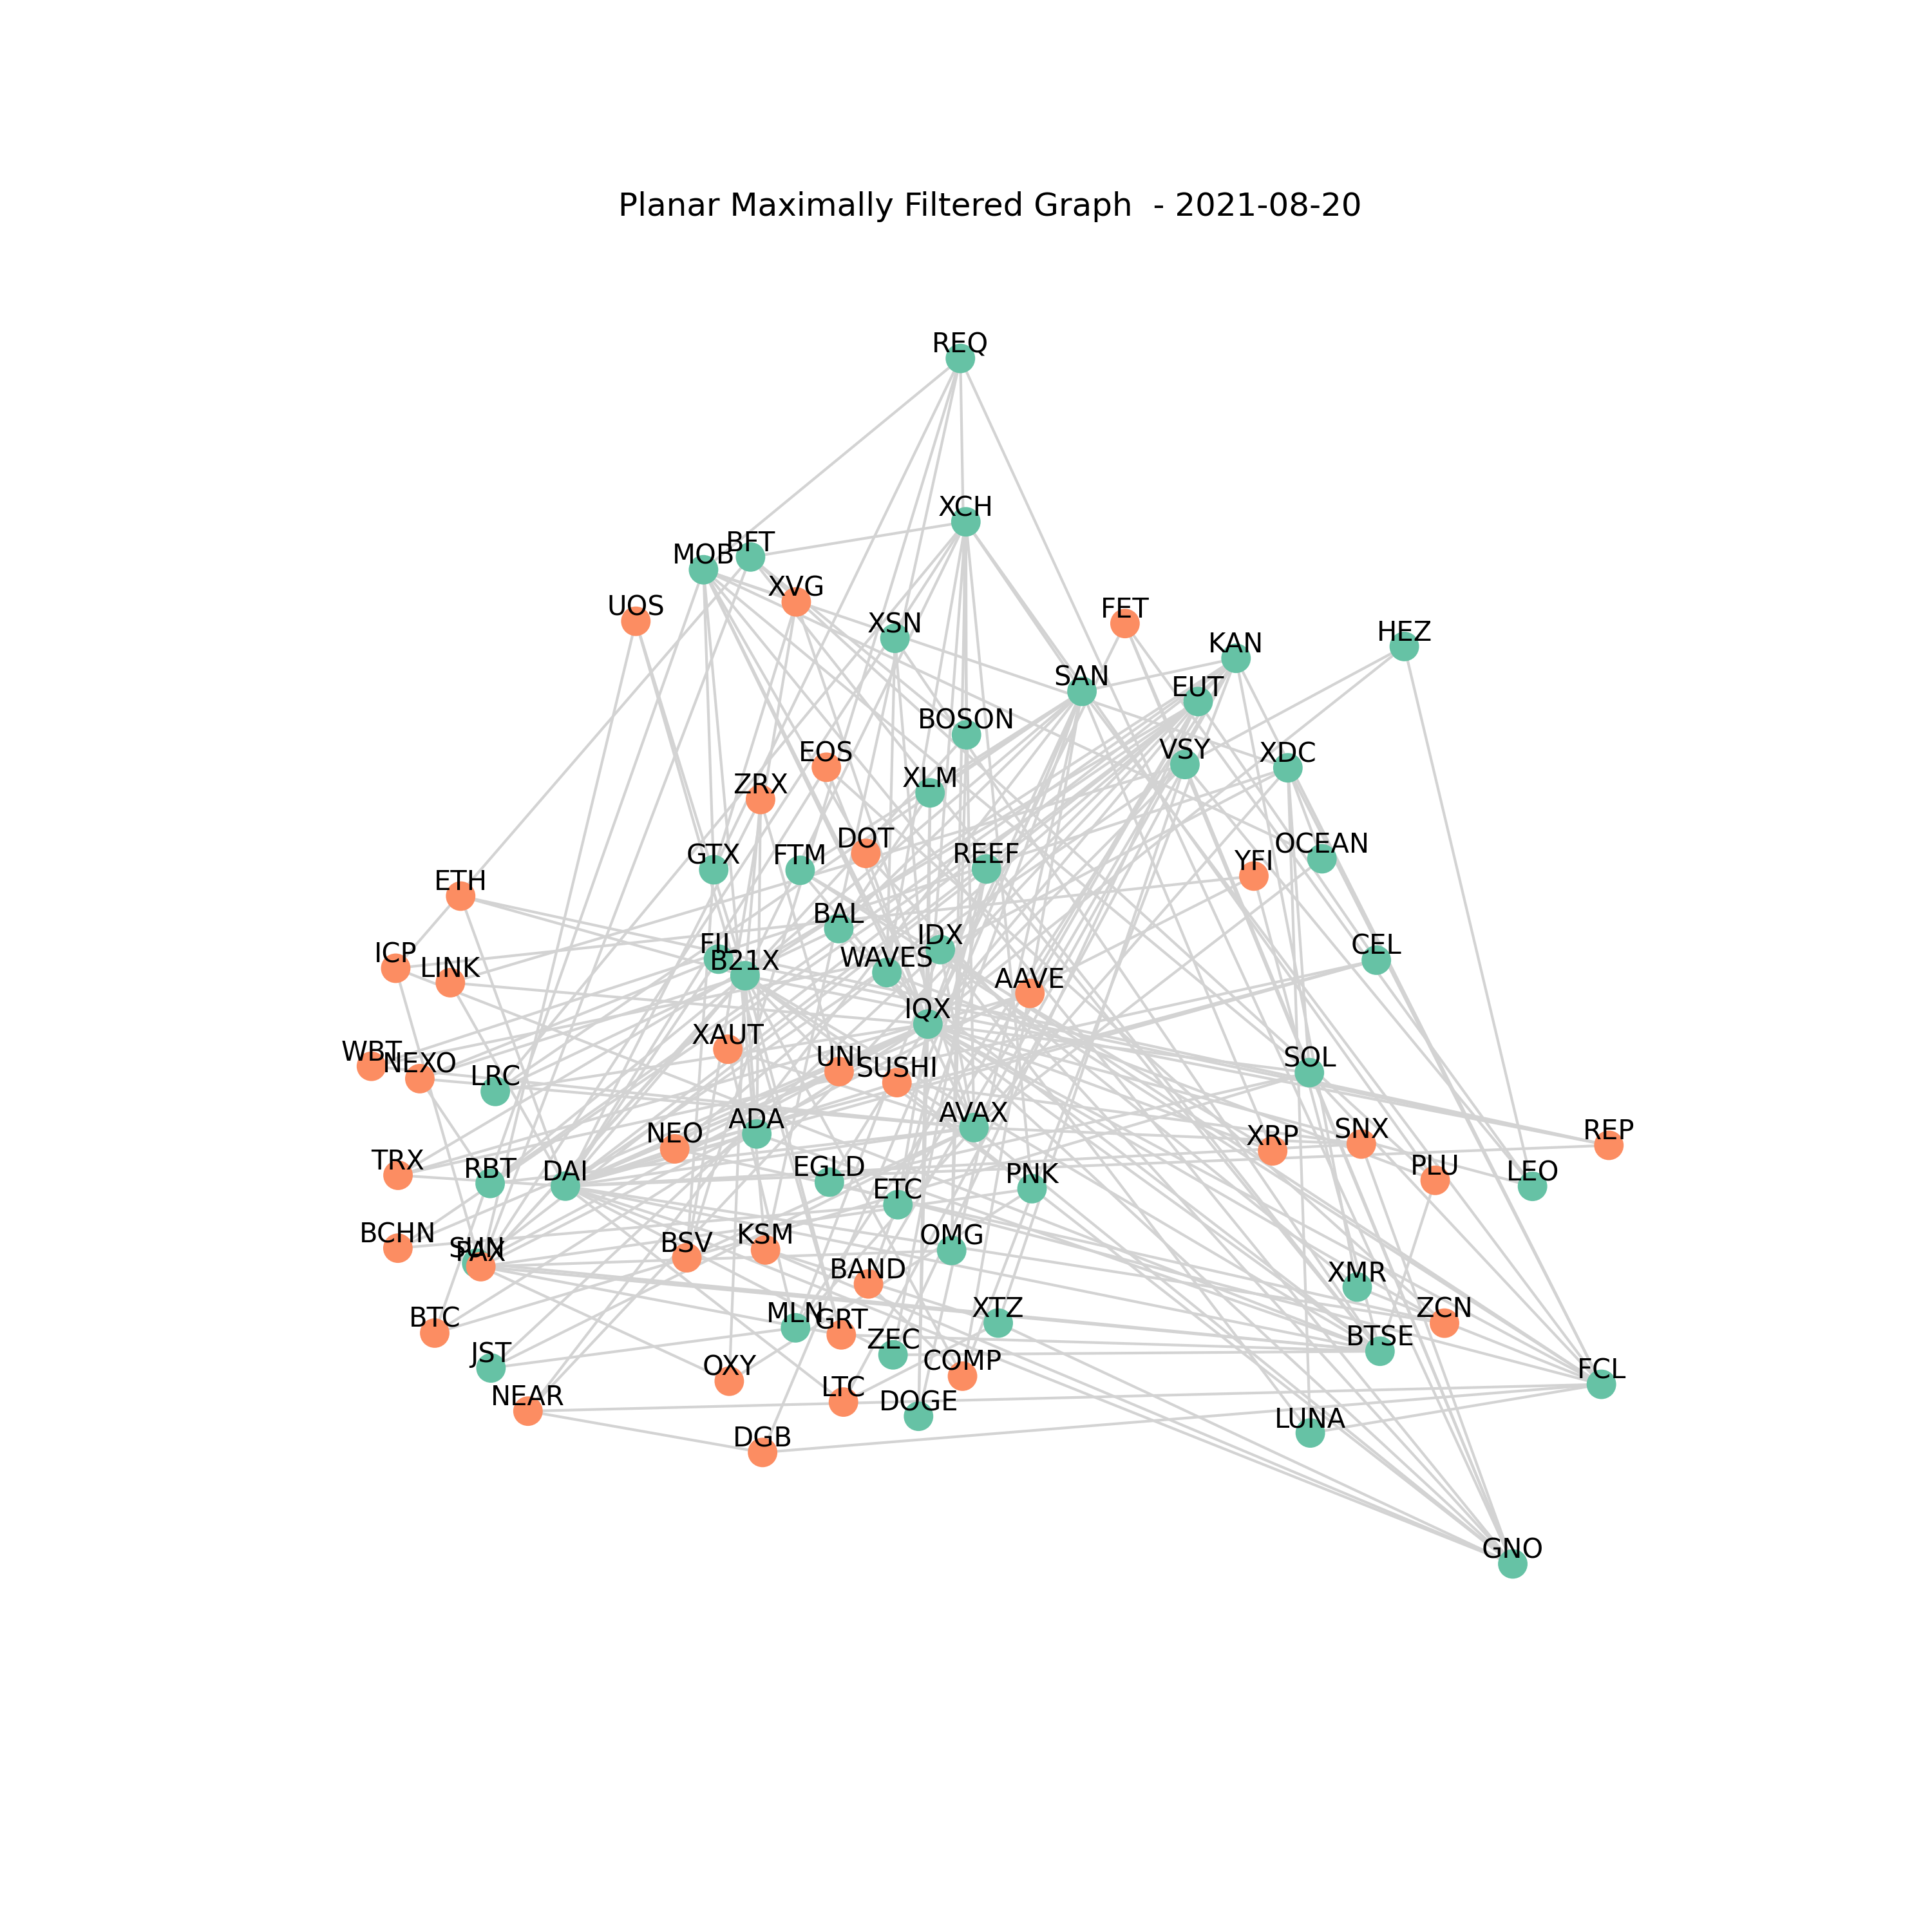 Planar Maximally Filtered Graph - 2021-08-20
REQ
XCH
BFT
MOB
XVG
UOS
XSN
FET
HEZ
KAN
SAN
EUT
BOSON
EOS
VSY
XDC
XLM
ZRX
DOT
OCEAN
GTX
FTM
REEF
YFI
ETH
BAL
IDX
CEL
FIL
B21X
WAVES
ICP
LINK
AAVE
IQX
XAUT
WBT
NEXO
UNI
SUSHI
SOL
LRC
ADA
AVAX
NEO
XRP
SNX
REP
TRX
RBT
DAI
EGLD
PNK
PLU
LEO
ETC
BCHN
SUN
PAX
BSV
KSM
OMG
BAND
XMR
BTC
MLN
GRT
XTZ
ZCN
JST
ZEC
BTSE
OXY
COMP
FCL
NEAR
LTC
DOGE
LUNA
DGB
GNO